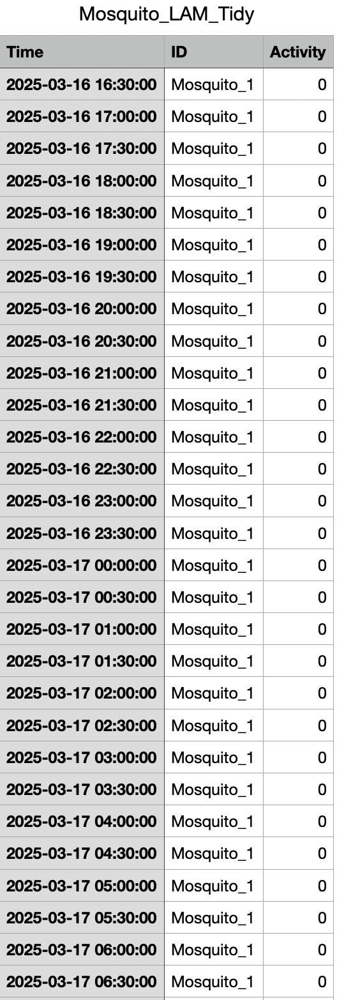 Mosquito_LAM_Tidy
Time ID Activity
2025-03-16 16:30:00 Mosquito_1 0
2025-03-16 17:00:00 Mosquito_1 0
2025-03-16 17:30:00 Mosquito_1 0
2025-03-16 18:00:00 Mosquito_1 0
2025-03-16 18:30:00 Mosquito_1 0
2025-03-16 19:00:00 Mosquito_1 0
2025-03-16 19:30:00 Mosquito_1 0
2025-03-16 20:00:00 Mosquito_1 0
2025-03-16 20:30:00 Mosquito_1 0
2025-03-16 21:00:00 Mosquito_1 0
2025-03-16 21:30:00 Mosquito_1 0
2025-03-16 22:00:00 Mosquito_1 0
2025-03-16 22:30:00 Mosquito_1 0
2025-03-16 23:00:00 Mosquito_1 0
2025-03-16 23:30:00 Mosquito_1 0
2025-03-17 00:00:00 Mosquito_1 0
2025-03-17 00:30:00 Mosquito_1 0
2025-03-17 01:00:00 Mosquito_1 0
2025-03-17 01:30:00 Mosquito_1 0
2025-03-17 02:00:00 Mosquito_1 0
2025-03-17 02:30:00 Mosquito_1 0
2025-03-17 03:00:00 Mosquito_1 0
2025-03-17 03:30:00 Mosquito_1 0
2025-03-17 04:00:00 Mosquito_1 0
2025-03-17 04:30:00 Mosquito_1 0
2025-03-17 05:00:00 Mosquito_1 0
2025-03-17 05:30:00 Mosquito_1 0
2025-03-17 06:00:00 Mosquito_1 0
2025-03-17 06:30:00 Mosquito_1 0